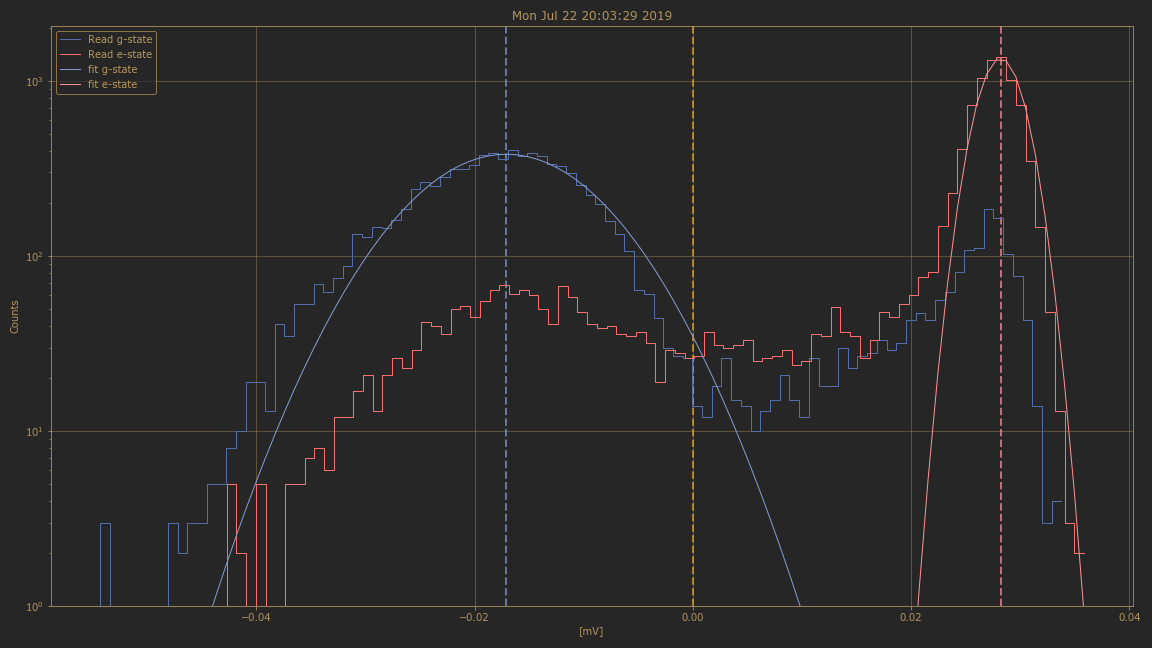 Mon Jul 22 20:03:29 2019
Read g-state
Read e-state
fit g-state
fit e-state
Counts
10³
10²
10¹
10⁰
−0.04
−0.02
0.00
0.02
0.04
[mV]